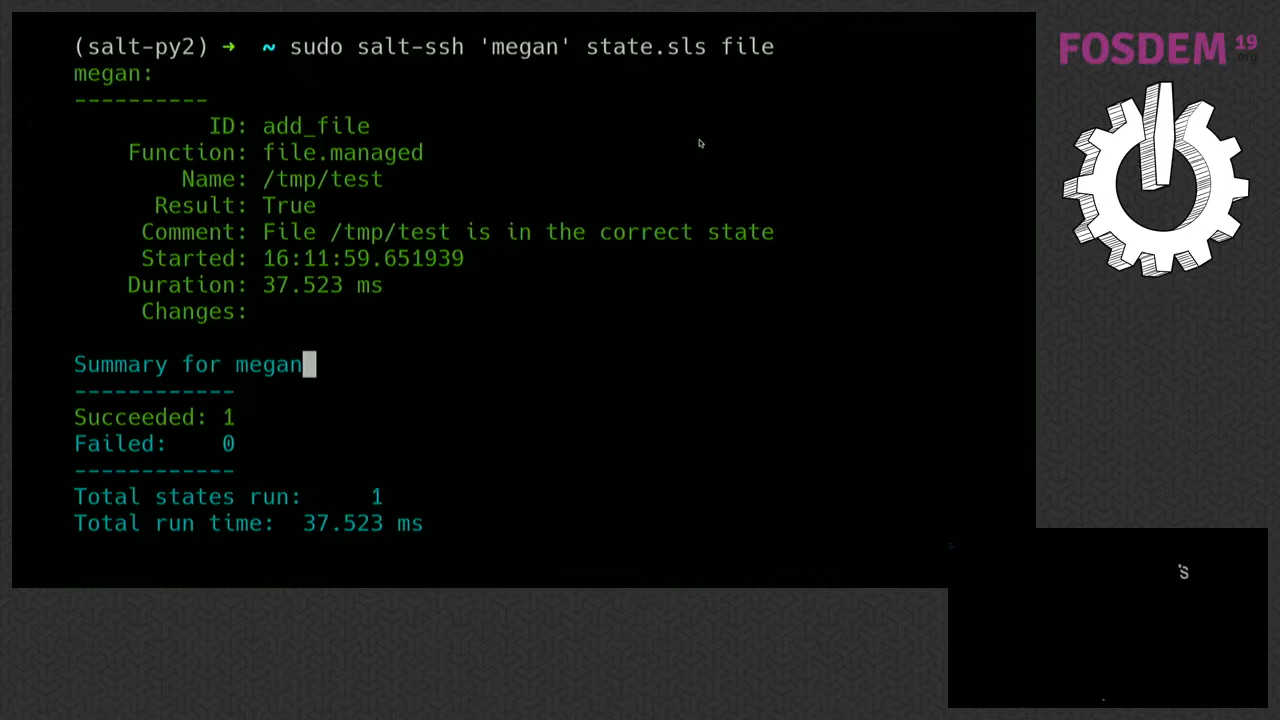 (salt-py2) → ~ sudo salt-ssh 'megan' state.sls file
megan:
----------
ID: add_file
Function: file.managed
Name: /tmp/test
Result: True
Comment: File /tmp/test is in the correct state
Started: 16:11:59.651939
Duration: 37.523 ms
Changes:
Summary for megan
------------
Succeeded: 1
Failed: 0
------------
Total states run: 1
Total run time: 37.523 ms
FOSDEM 19
.org